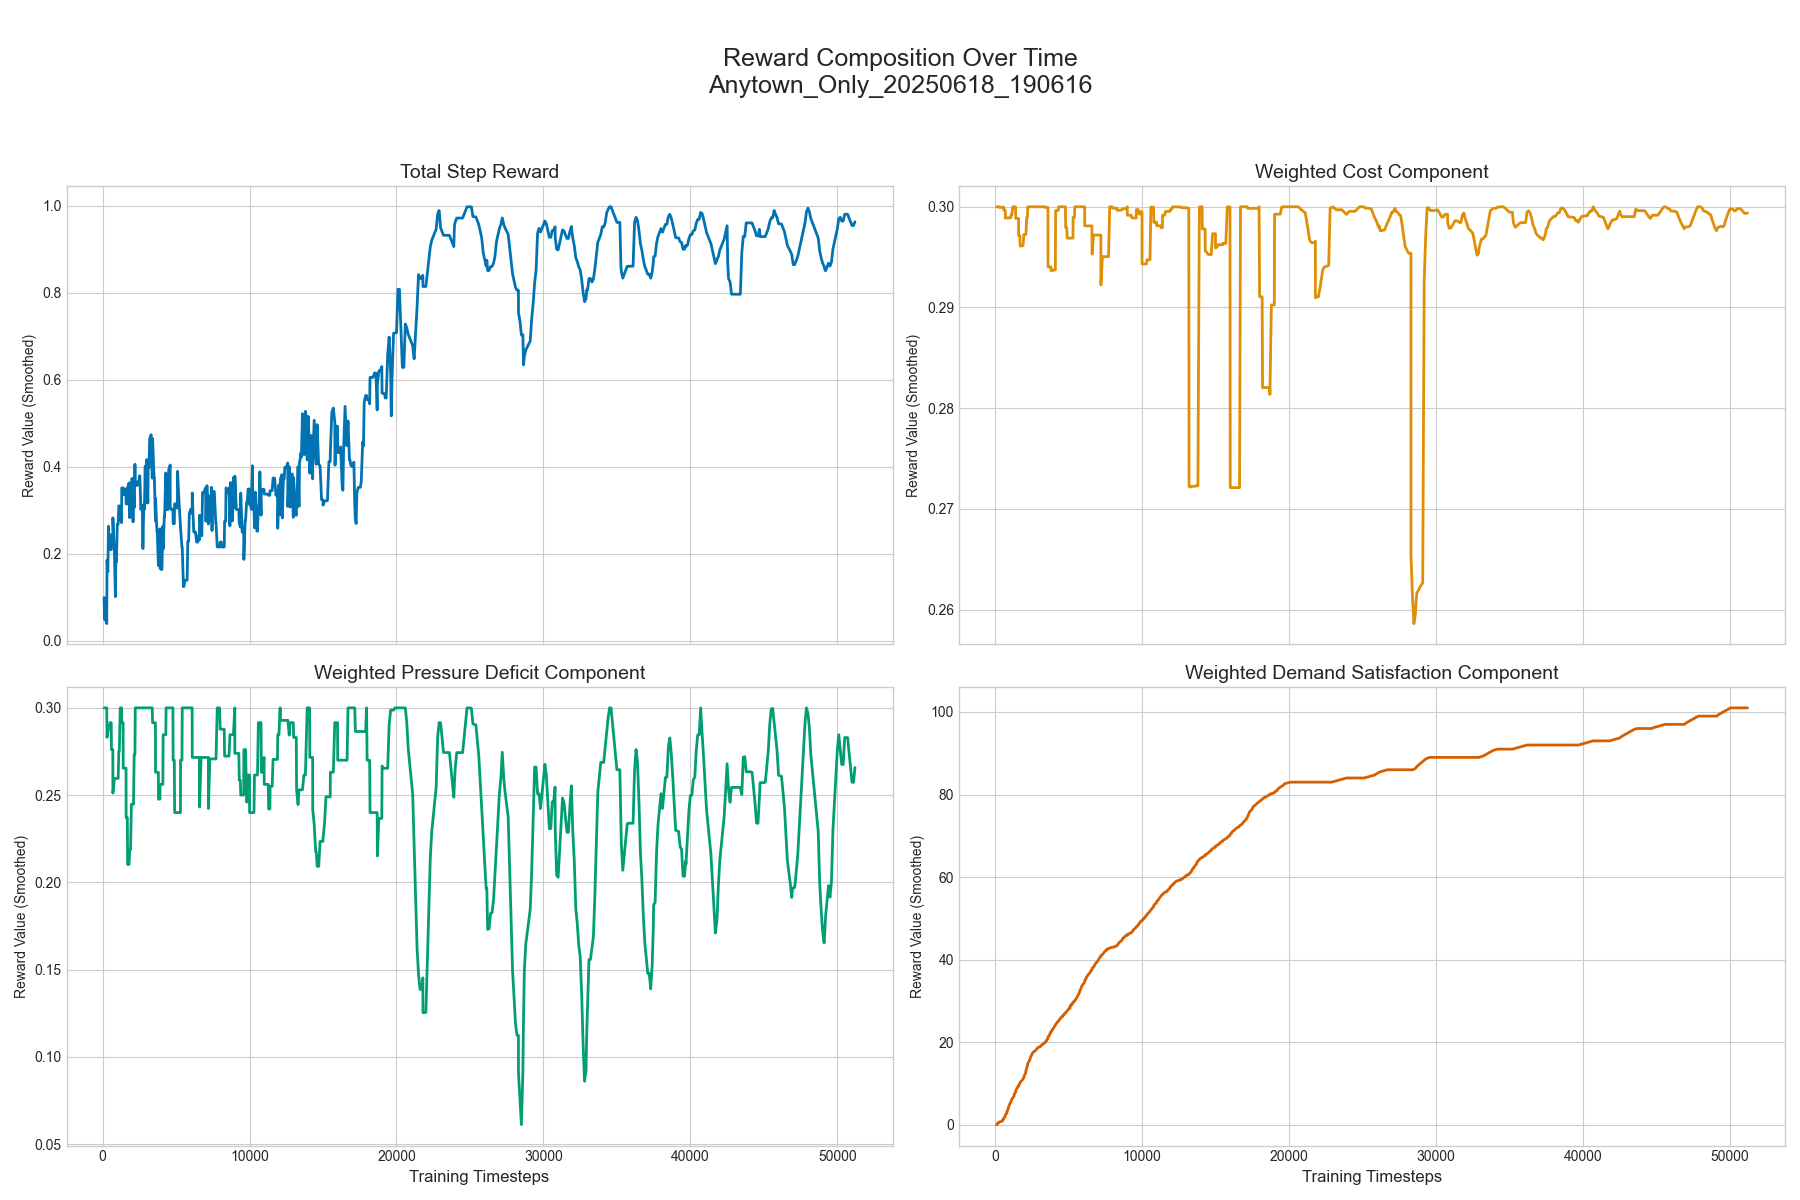 Reward Composition Over Time
Anytown_Only_20250618_190616
Total Step Reward
Reward Value (Smoothed)
1.0
0.8
0.6
0.4
0.2
0.0
Weighted Cost Component
Reward Value (Smoothed)
0.30
0.29
0.28
0.27
0.26
Weighted Pressure Deficit Component
Reward Value (Smoothed)
0.30
0.25
0.20
0.15
0.10
0.05
0 10000 20000 30000 40000 50000
Training Timesteps
Weighted Demand Satisfaction Component
Reward Value (Smoothed)
100
80
60
40
20
0
0 10000 20000 30000 40000 50000
Training Timesteps